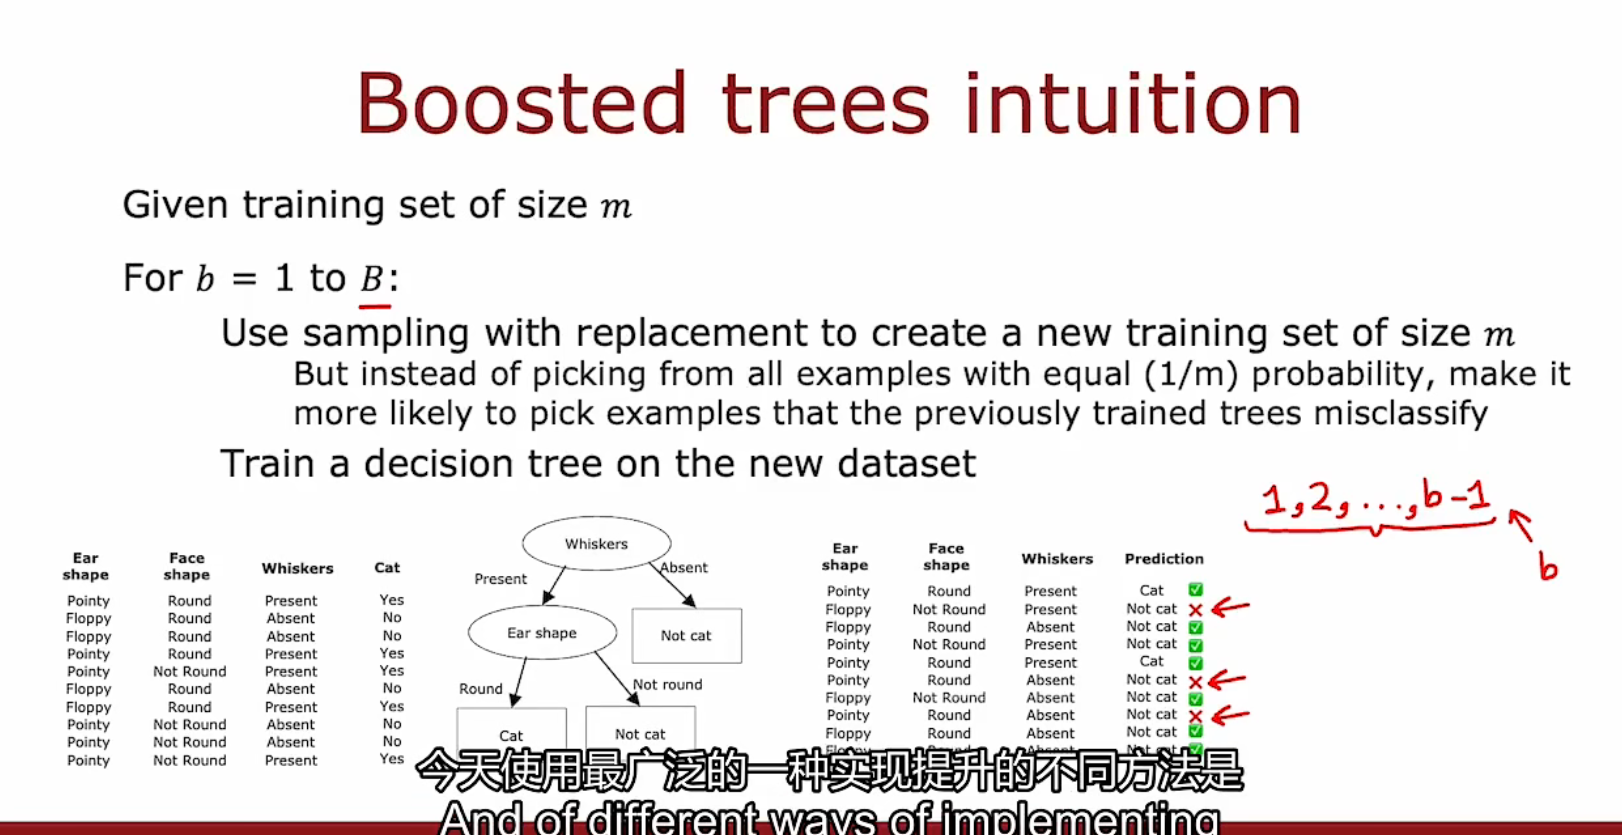 Boosted trees intuition
Given training set of size m
For b = 1 to B:
Use sampling with replacement to create a new training set of size m
But instead of picking from all examples with equal (1/m) probability, make it
more likely to pick examples that the previously trained trees misclassify
Train a decision tree on the new dataset
1,2,...,b-1
b
Ear shape Face shape Whiskers Cat
Pointy Round Present Yes
Floppy Round Absent No
Floppy Round Absent No
Pointy Round Present Yes
Pointy Not Round Present Yes
Floppy Round Absent No
Floppy Round Present Yes
Pointy Not Round Absent No
Pointy Not Round Absent No
Pointy Not Round Present Yes
Whiskers
Present
Absent
Ear shape
Not cat
Round
Not round
Cat
Not cat
Ear shape Face shape Whiskers Prediction
Pointy Round Present Cat ✅
Floppy Not Round Present Not cat ✗
Floppy Round Absent Not cat ✅
Pointy Not Round Present Not cat ✅
Pointy Round Present Cat ✅
Pointy Round Absent Not cat ✗
Floppy Not Round Absent Not cat ✅
Pointy Round Absent Not cat ✗
Floppy Round Absent Not cat ✅
今天使用最广泛的一种实现提升的不同方法是
And of different ways of implementing